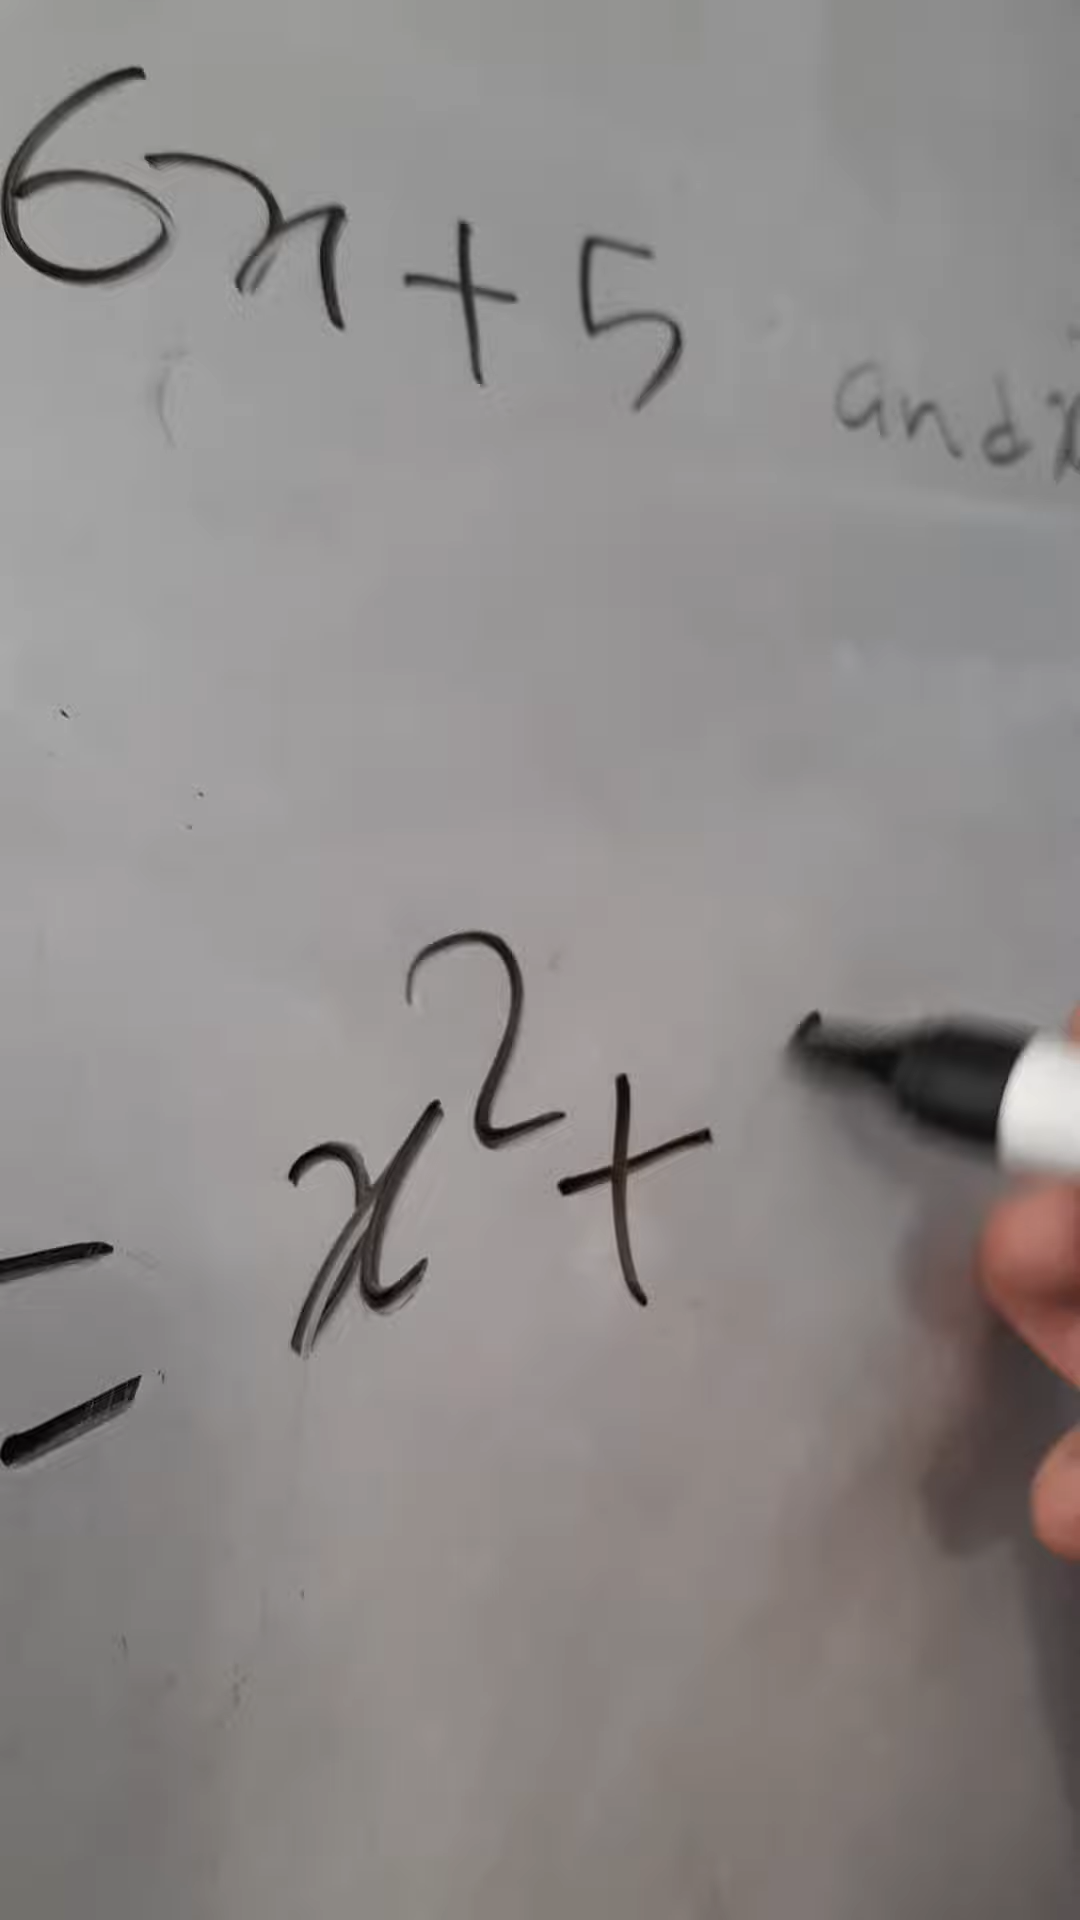 6x + 5 and x
= x² +